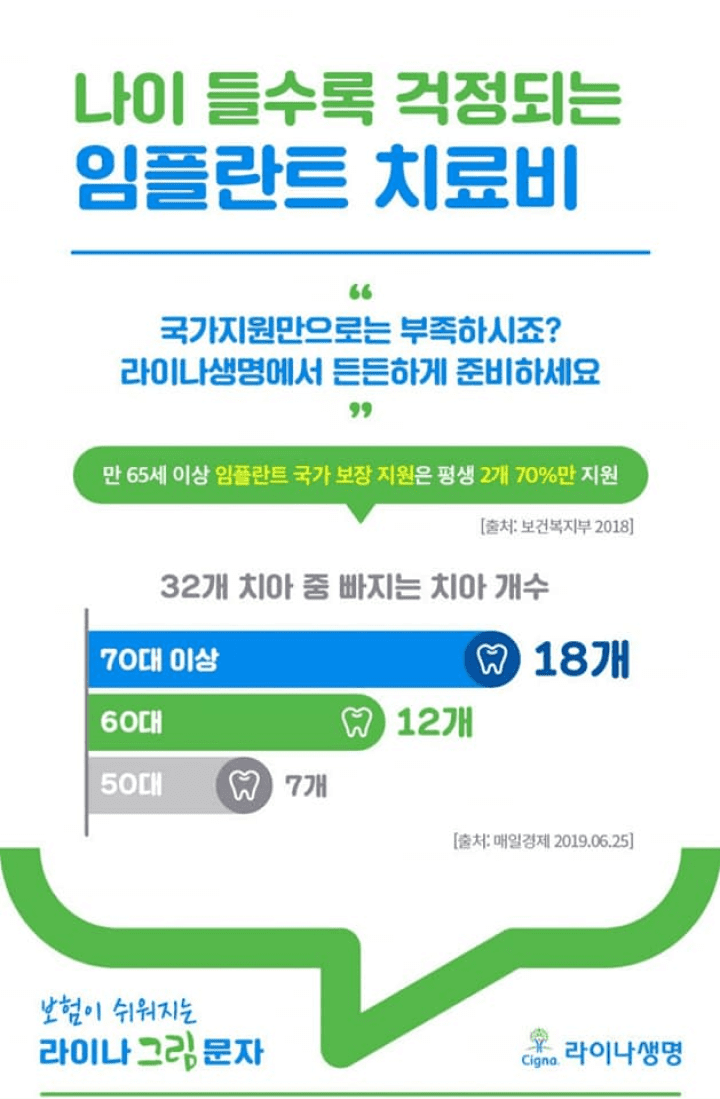 나이 들수록 걱정되는
임플란트 치료비
“
국가지원만으로는 부족하시죠?
라이나생명에서 든든하게 준비하세요
”
만 65세 이상 임플란트 국가 보장 지원은 평생 2개 70%만 지원
[출처: 보건복지부 2018]
32개 치아 중 빠지는 치아 개수
70대 이상 18개
60대 12개
50대 7개
[출처: 매일경제 2019.06.25]
보험이 쉬워지는
라이나 그림 문자
Cigna. 라이나생명